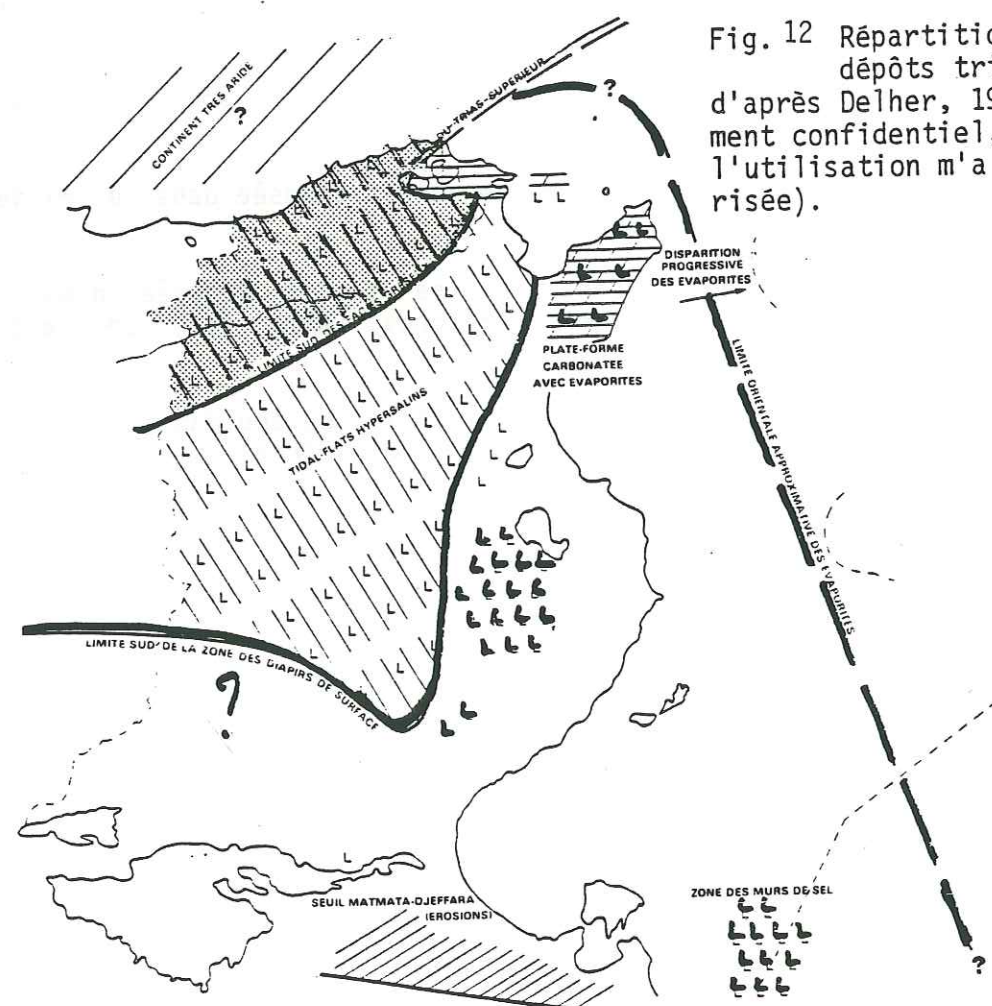 Fig. 12 Répartitio
dépôts tri
d'après Delher, 19
ment confidentiel,
l'utilisation m'a
risée).
CONTINENT TRES ARIDE
?
DU TRIAS-SUPERIEUR
?
DISPARITION
PROGRESSIVE
DES EVAPORITES
LIMITE SUD DES
PLATE-FORME
CARBONATEE
AVEC EVAPORITES
TIDAL-FLATS HYPERSALINS
LIMITE ORIENTALE APPROXIMATIVE DES EVAPORITES
LIMITE SUD DE LA ZONE DES DIAPIRS DE SURFACE
?
SEUIL MATMATA-DJEFFARA
(EROSIONS)
ZONE DES MURS DE SEL
?